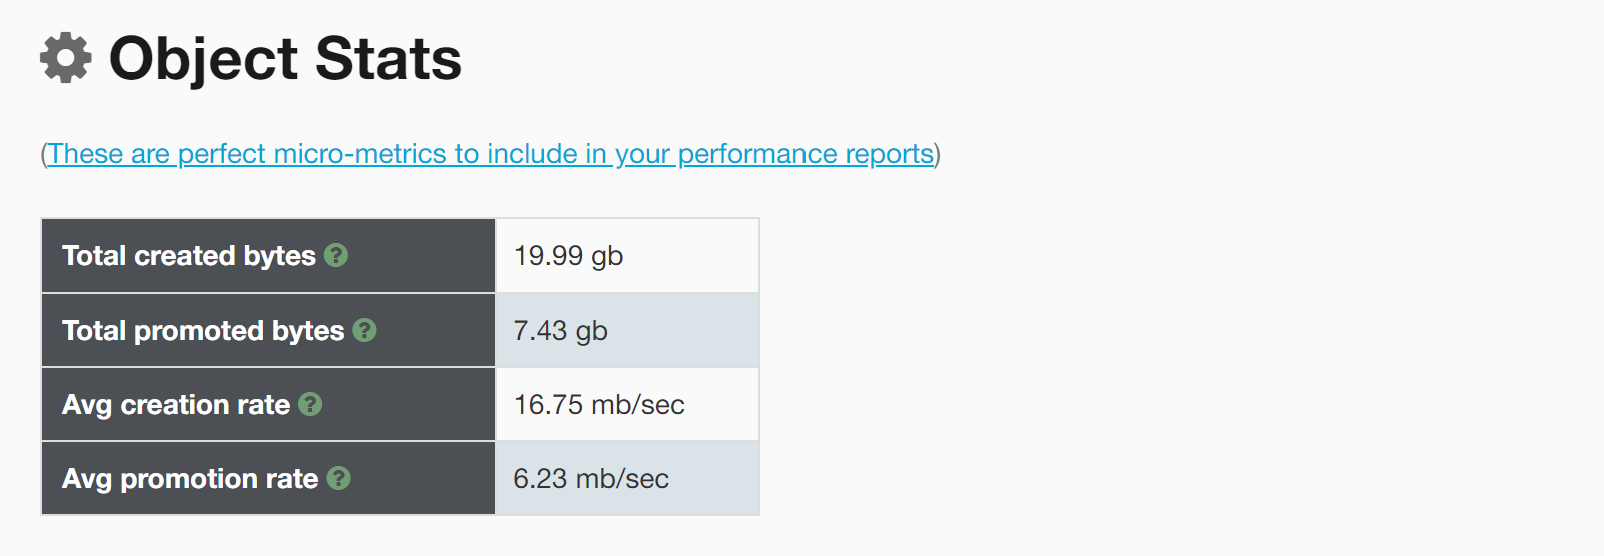 Object Stats
(These are perfect micro-metrics to include in your performance reports)
Total created bytes ? 19.99 gb
Total promoted bytes ? 7.43 gb
Avg creation rate ? 16.75 mb/sec
Avg promotion rate ? 6.23 mb/sec